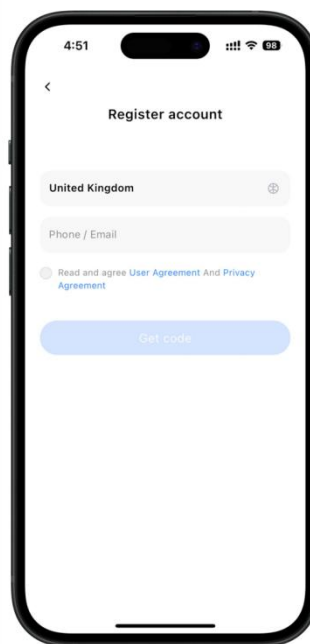 4:51
98
Register account
United Kingdom
Phone / Email
Read and agree User Agreement And Privacy
Agreement
Get code